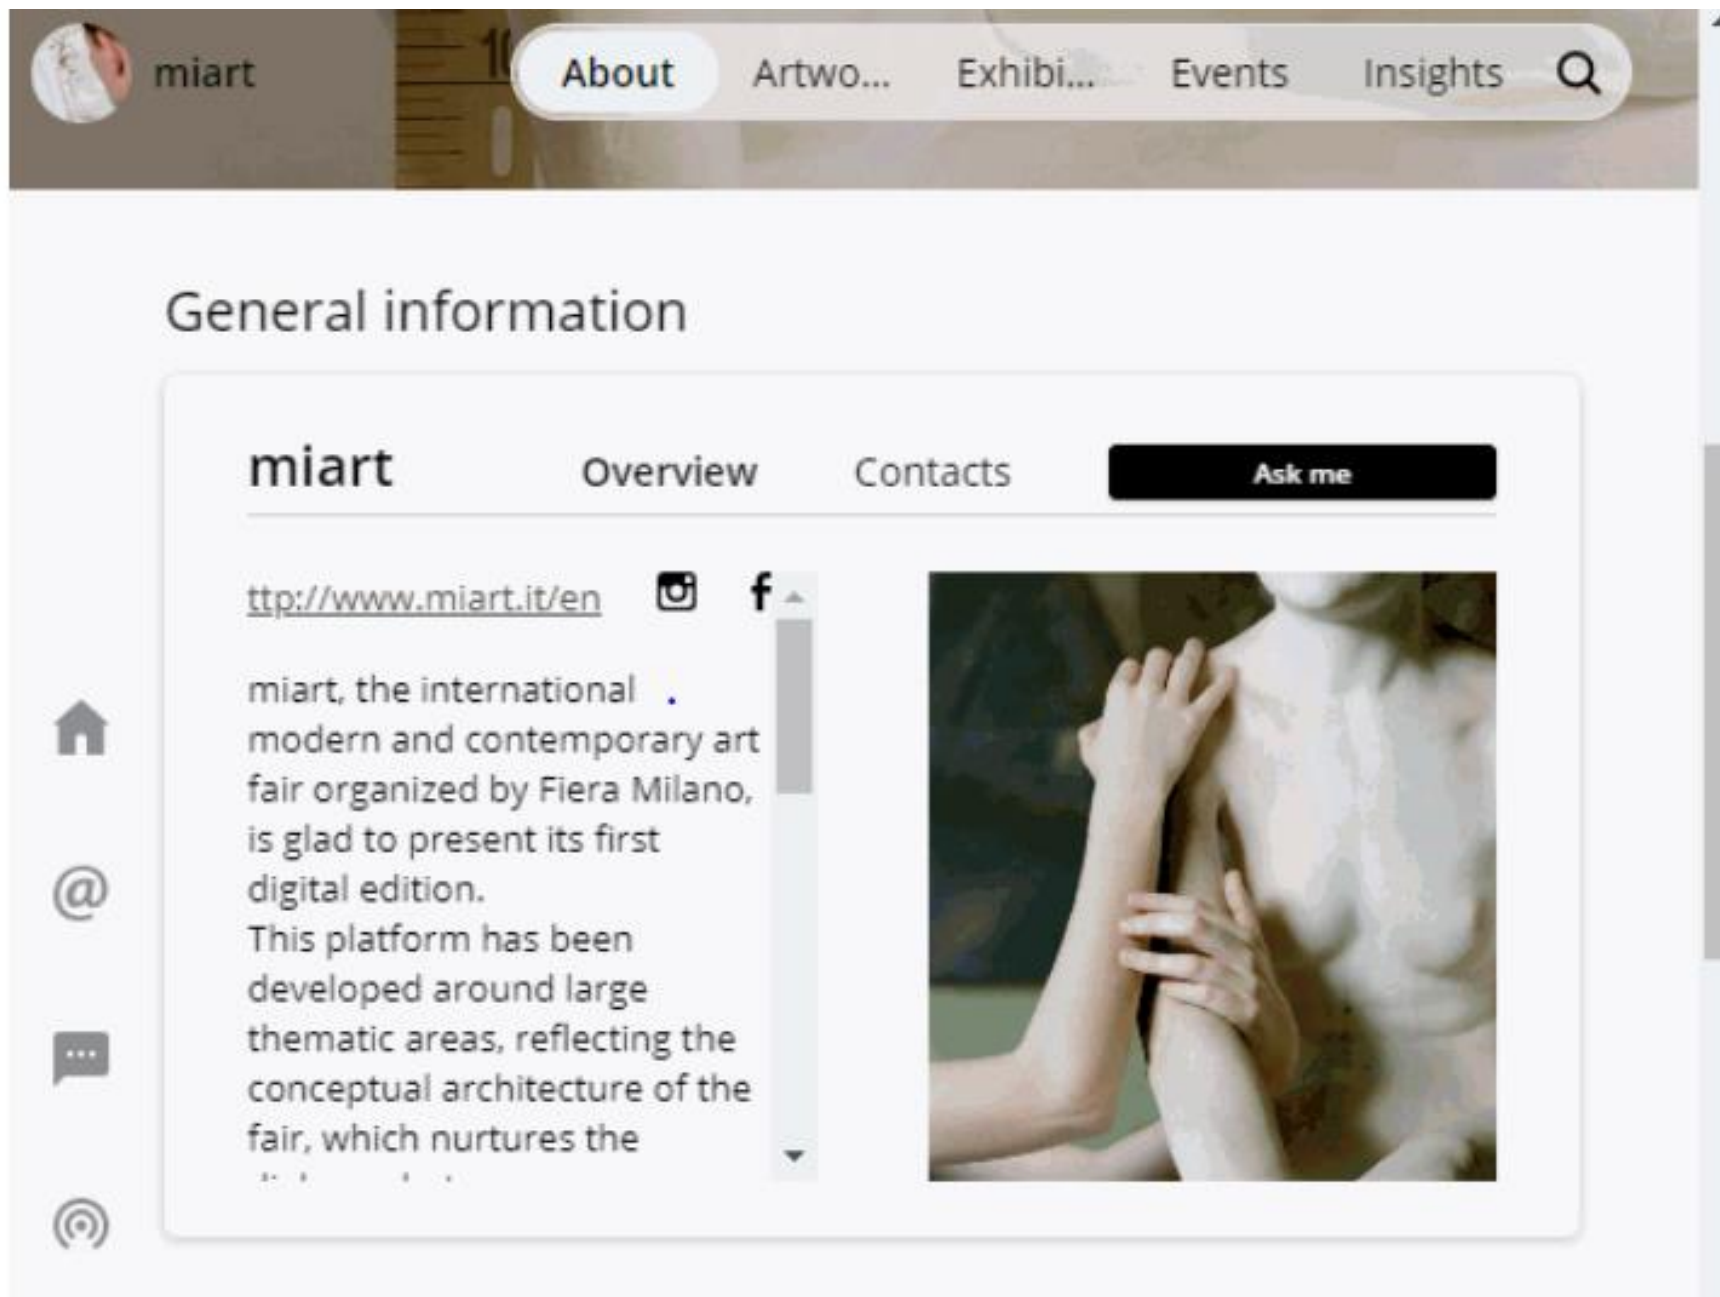 miart
10
About
Artwo...
Exhibi...
Events
Insights
General information
miart
Overview
Contacts
Ask me
ttp://www.miart.it/en
miart, the international
modern and contemporary art
fair organized by Fiera Milano,
is glad to present its first
digital edition.
This platform has been
developed around large
thematic areas, reflecting the
conceptual architecture of the
fair, which nurtures the